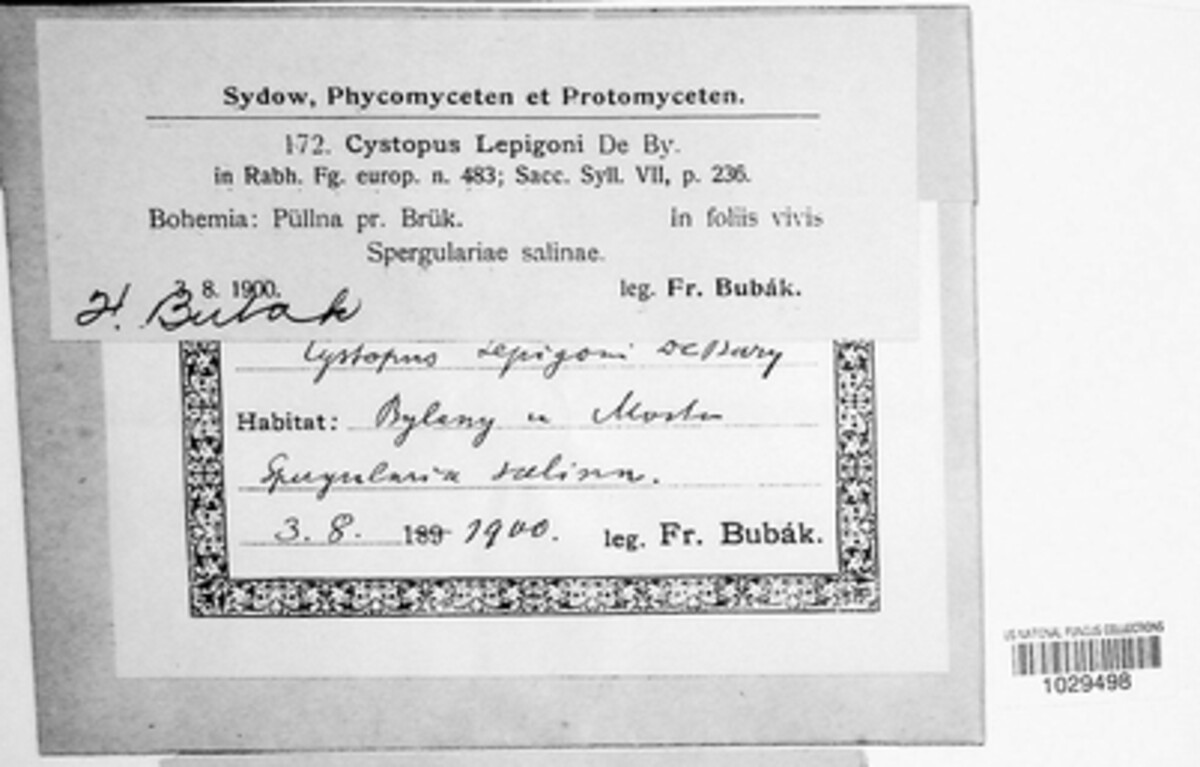 Sydow, Phycomyceten et Protomyceten.
172. Cystopus Lepigoni De By.
in Rabh. Fg. europ. n. 483; Sacc. Syll. VII, p. 236.
Bohemia: Püllna pr. Brük. In foliis vivis
Spergulariae salinae.
3. 8. 1900. leg. Fr. Bubák.
H. Bubak
Cystopus Lepigoni DeBary
Habitat: Bylany u Mostu
Spergularia salina.
3. 8. 189 1900. leg. Fr. Bubák.
US NATIONAL FUNGUS COLLECTIONS
1029498